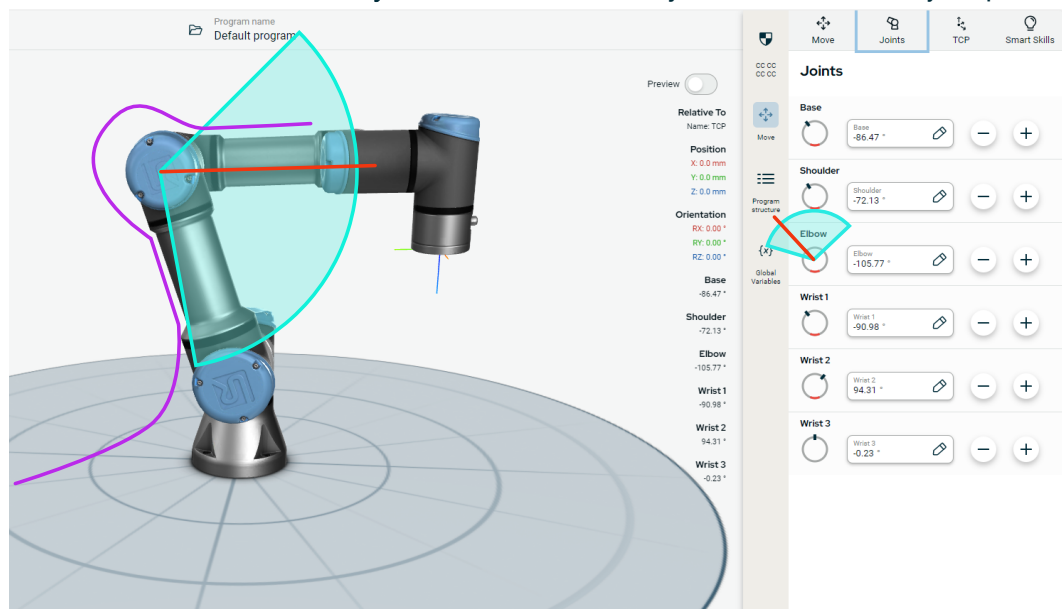 Program name
Default program
Preview
Relative To
Name: TCP
Position
X: 0.0 mm
Y: 0.0 mm
Z: 0.0 mm
Orientation
RX: 0.00 °
RY: 0.00 °
RZ: 0.00 °
Base
-86.47 °
Shoulder
-72.13 °
Elbow
-105.77 °
Wrist 1
-90.98 °
Wrist 2
94.31 °
Wrist 3
-0.23 °
UR
CC CC
CC CC
Move
Program
structure
{x}
Global
Variables
Move
Joints
TCP
Smart Skills
Joints
Base
Base
-86.47 °
Shoulder
Shoulder
-72.13 °
Elbow
Elbow
-105.77 °
Wrist 1
Wrist 1
-90.98 °
Wrist 2
Wrist 2
94.31 °
Wrist 3
Wrist 3
-0.23 °